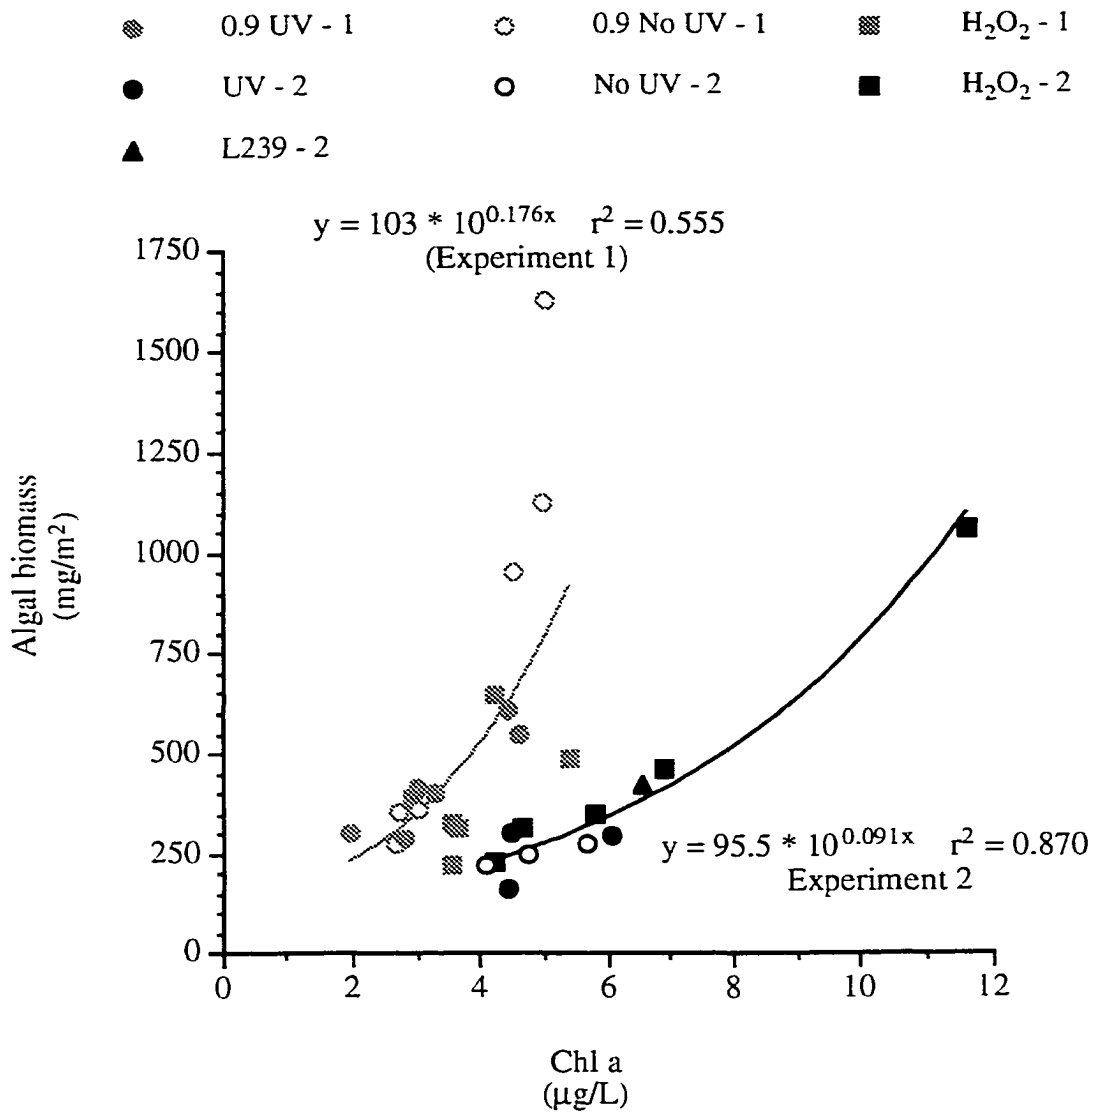 0.9 UV - 1 0.9 No UV - 1 H₂O₂ - 1
UV - 2 No UV - 2 H₂O₂ - 2
L239 - 2
y = 103 * 10^0.176x r² = 0.555
(Experiment 1)
1750
1500
1250
1000
750
500
250
0
Algal biomass
(mg/m²)
y = 95.5 * 10^0.091x r² = 0.870
Experiment 2
0 2 4 6 8 10 12
Chl a
(µg/L)